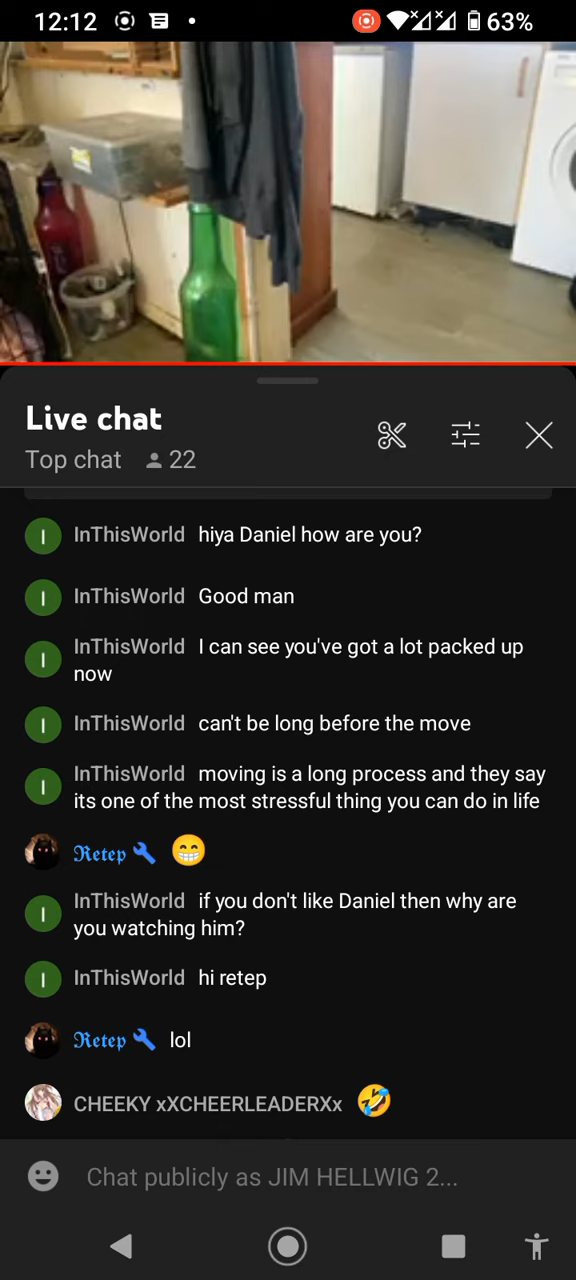 12:12 63%
Live chat
Top chat 22
InThisWorld hiya Daniel how are you?
InThisWorld Good man
InThisWorld I can see you've got a lot packed up
now
InThisWorld can't be long before the move
InThisWorld moving is a long process and they say
its one of the most stressful thing you can do in life
𝕽𝖊𝖙𝖊𝖕 🔧 😁
InThisWorld if you don't like Daniel then why are
you watching him?
InThisWorld hi retep
𝕽𝖊𝖙𝖊𝖕 🔧 lol
CHEEKY xXCHEERLEADERXx 🤣
Chat publicly as JIM HELLWIG 2...